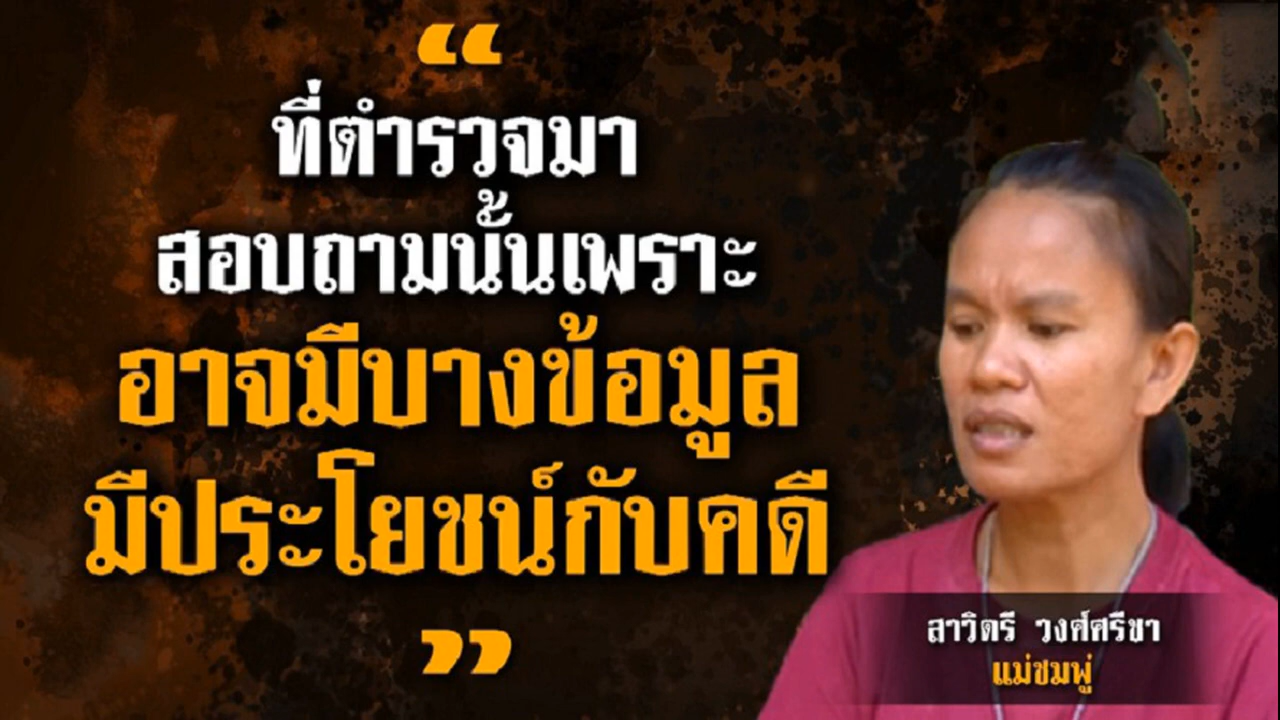 “
ที่ตำรวจมา
สอบถามนั้นเพราะ
อาจมีบางข้อมูล
มีประโยชน์กับคดี
”
สาวิตรี วงศ์ศรีชา
แม่ชมพู่